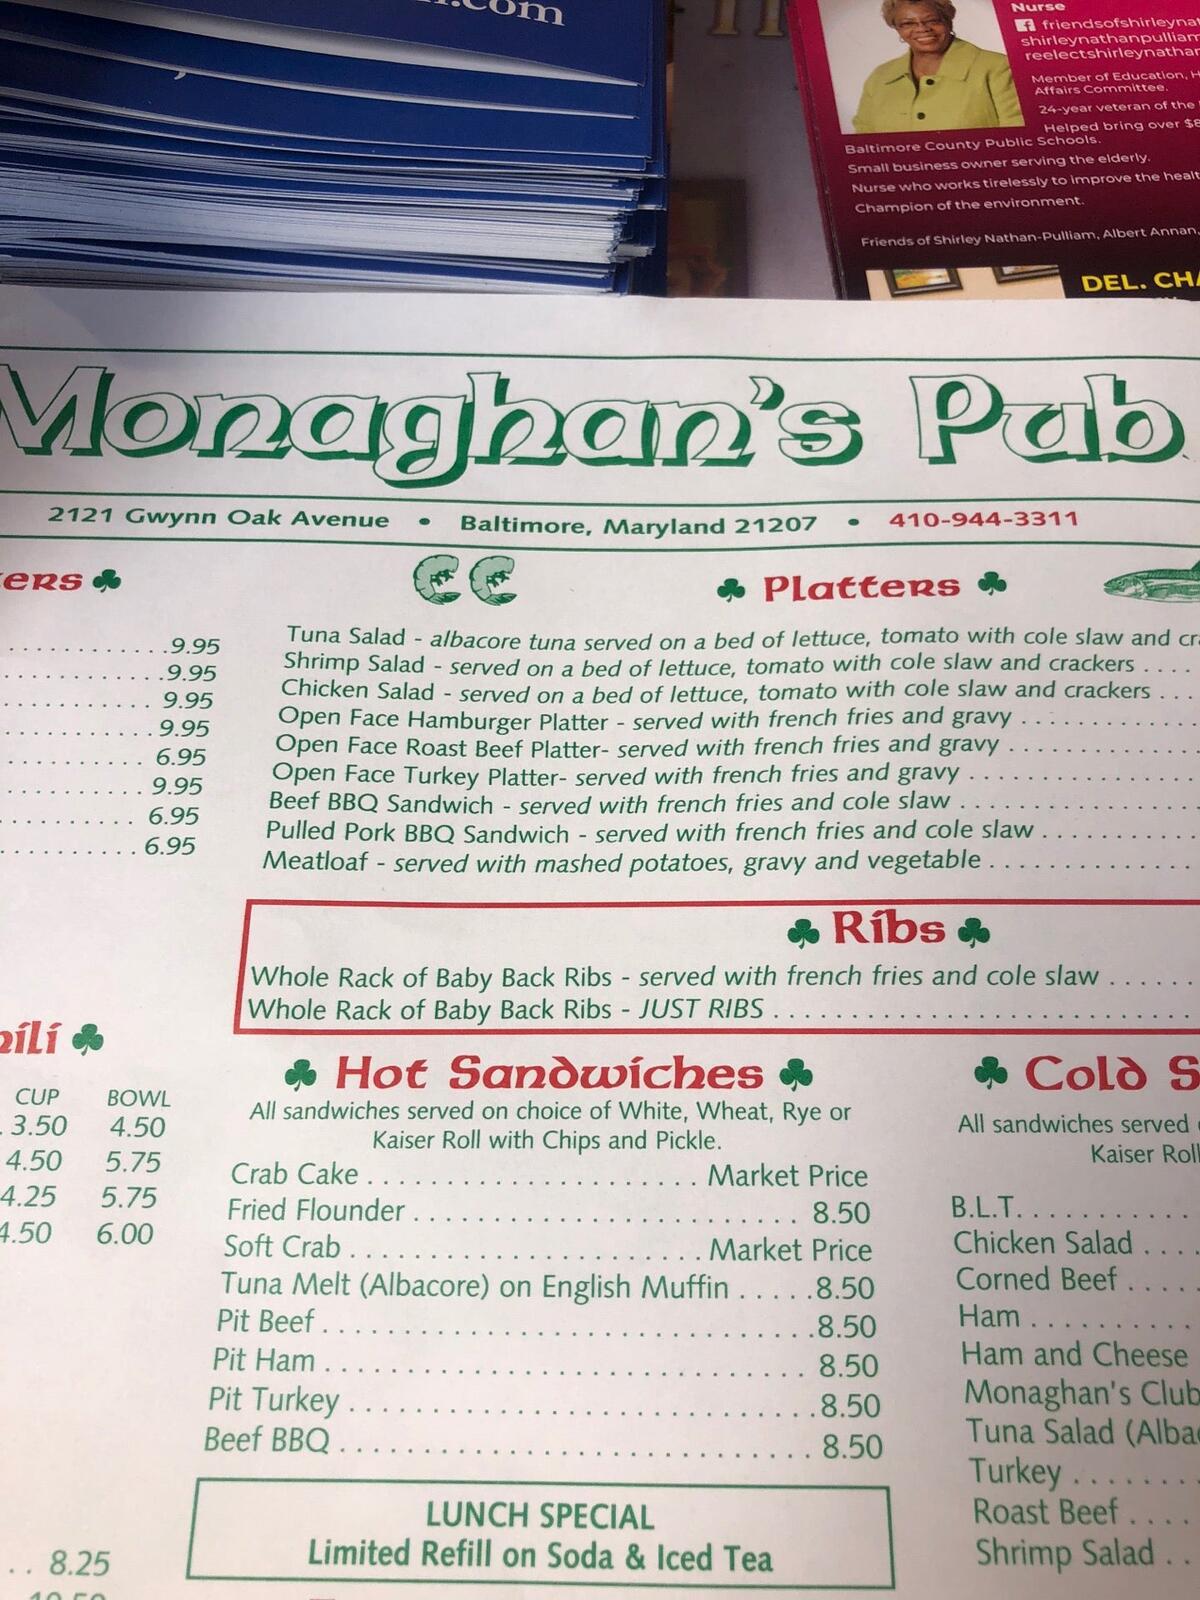 .com
Nurse
friendsofshirleynat
shirleynathanpulliam
reelectshirleynathan
Member of Education, H
Affairs Committee.
24-year veteran of the
Helped bring over $8
Baltimore County Public Schools.
Small business owner serving the elderly.
Nurse who works tirelessly to improve the healt
Champion of the environment.
Friends of Shirley Nathan-Pulliam, Albert Annan,
DEL. CHA
Monaghan's Pub
2121 Gwynn Oak Avenue • Baltimore, Maryland 21207 • 410-944-3311
ers
.............9.95
.............9.95
............ 9.95
............9.95
........... 6.95
........... 9.95
.......... 6.95
..........6.95
Platters
Tuna Salad - albacore tuna served on a bed of lettuce, tomato with cole slaw and cr
Shrimp Salad - served on a bed of lettuce, tomato with cole slaw and crackers ....
Chicken Salad - served on a bed of lettuce, tomato with cole slaw and crackers ...
Open Face Hamburger Platter - served with french fries and gravy ..............
Open Face Roast Beef Platter- served with french fries and gravy ...............
Open Face Turkey Platter- served with french fries and gravy ..................
Beef BBQ Sandwich - served with french fries and cole slaw ...................
Pulled Pork BBQ Sandwich - served with french fries and cole slaw ............
Meatloaf - served with mashed potatoes, gravy and vegetable ................
Ribs
Whole Rack of Baby Back Ribs - served with french fries and cole slaw .......
Whole Rack of Baby Back Ribs - JUST RIBS ..............................
hili
CUP BOWL
. 3.50 4.50
4.50 5.75
4.25 5.75
4.50 6.00
.. 8.25
10.50
Hot Sandwiches
All sandwiches served on choice of White, Wheat, Rye or
Kaiser Roll with Chips and Pickle.
Crab Cake ........................ Market Price
Fried Flounder ............................ 8.50
Soft Crab ......................... Market Price
Tuna Melt (Albacore) on English Muffin .....8.50
Pit Beef ...................................8.50
Pit Ham .................................. 8.50
Pit Turkey .................................8.50
Beef BBQ ................................. 8.50
LUNCH SPECIAL
Limited Refill on Soda & Iced Tea
Cold S
All sandwiches served
Kaiser Roll
B.L.T..............
Chicken Salad ....
Corned Beef .....
Ham ..........
Ham and Cheese
Monaghan's Club
Tuna Salad (Albac
Turkey ........
Roast Beef ....
Shrimp Salad ..